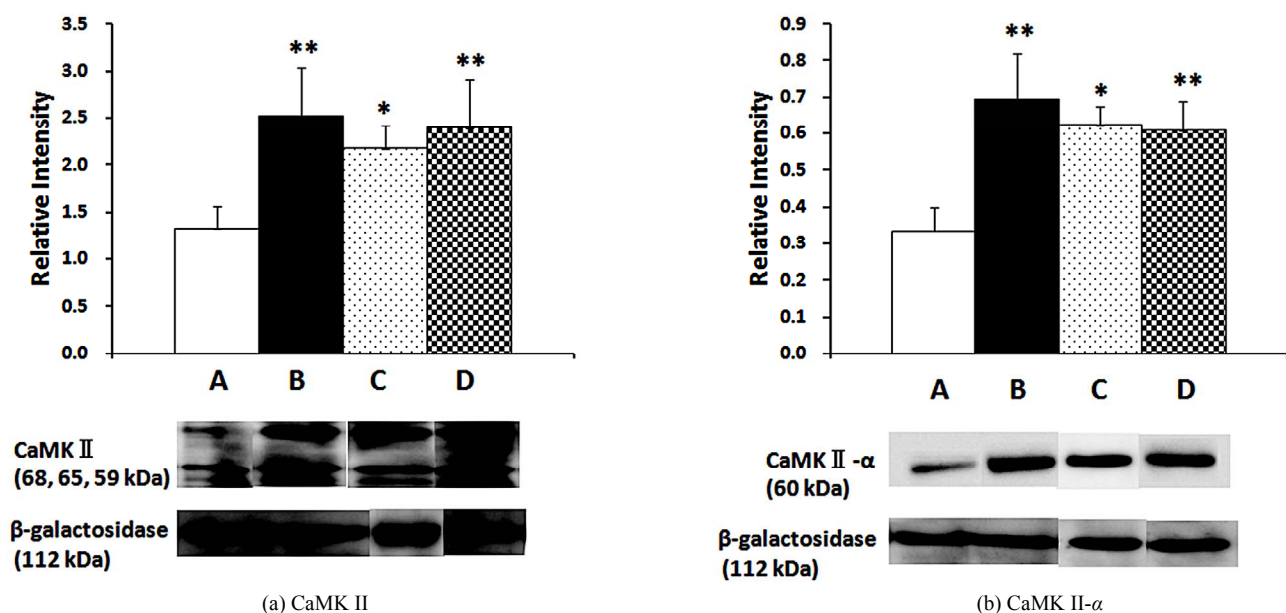 3.5
3.0
2.5
2.0
1.5
1.0
0.5
0.0
Relative Intensity
**
*
**
A B C D
CaMK Ⅱ
(68, 65, 59 kDa)
β-galactosidase
(112 kDa)
(a) CaMK II
0.9
0.8
0.7
0.6
0.5
0.4
0.3
0.2
0.1
0.0
Relative Intensity
**
*
**
A B C D
CaMK Ⅱ -α
(60 kDa)
β-galactosidase
(112 kDa)
(b) CaMK II-α